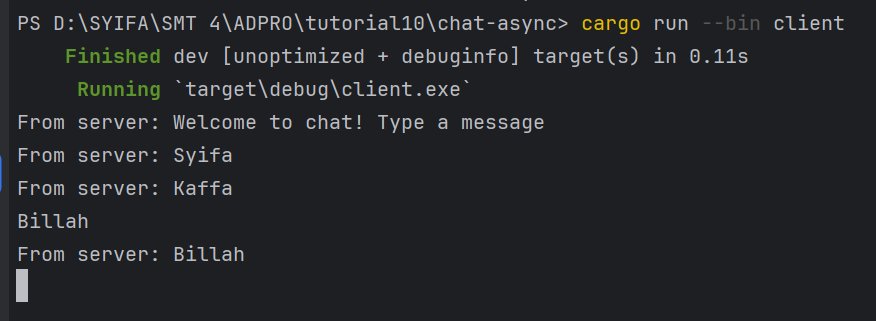 PS D:\SYIFA\SMT 4\ADPRO\tutorial10\chat-async> cargo run --bin client
Finished dev [unoptimized + debuginfo] target(s) in 0.11s
Running `target\debug\client.exe`
From server: Welcome to chat! Type a message
From server: Syifa
From server: Kaffa
Billah
From server: Billah